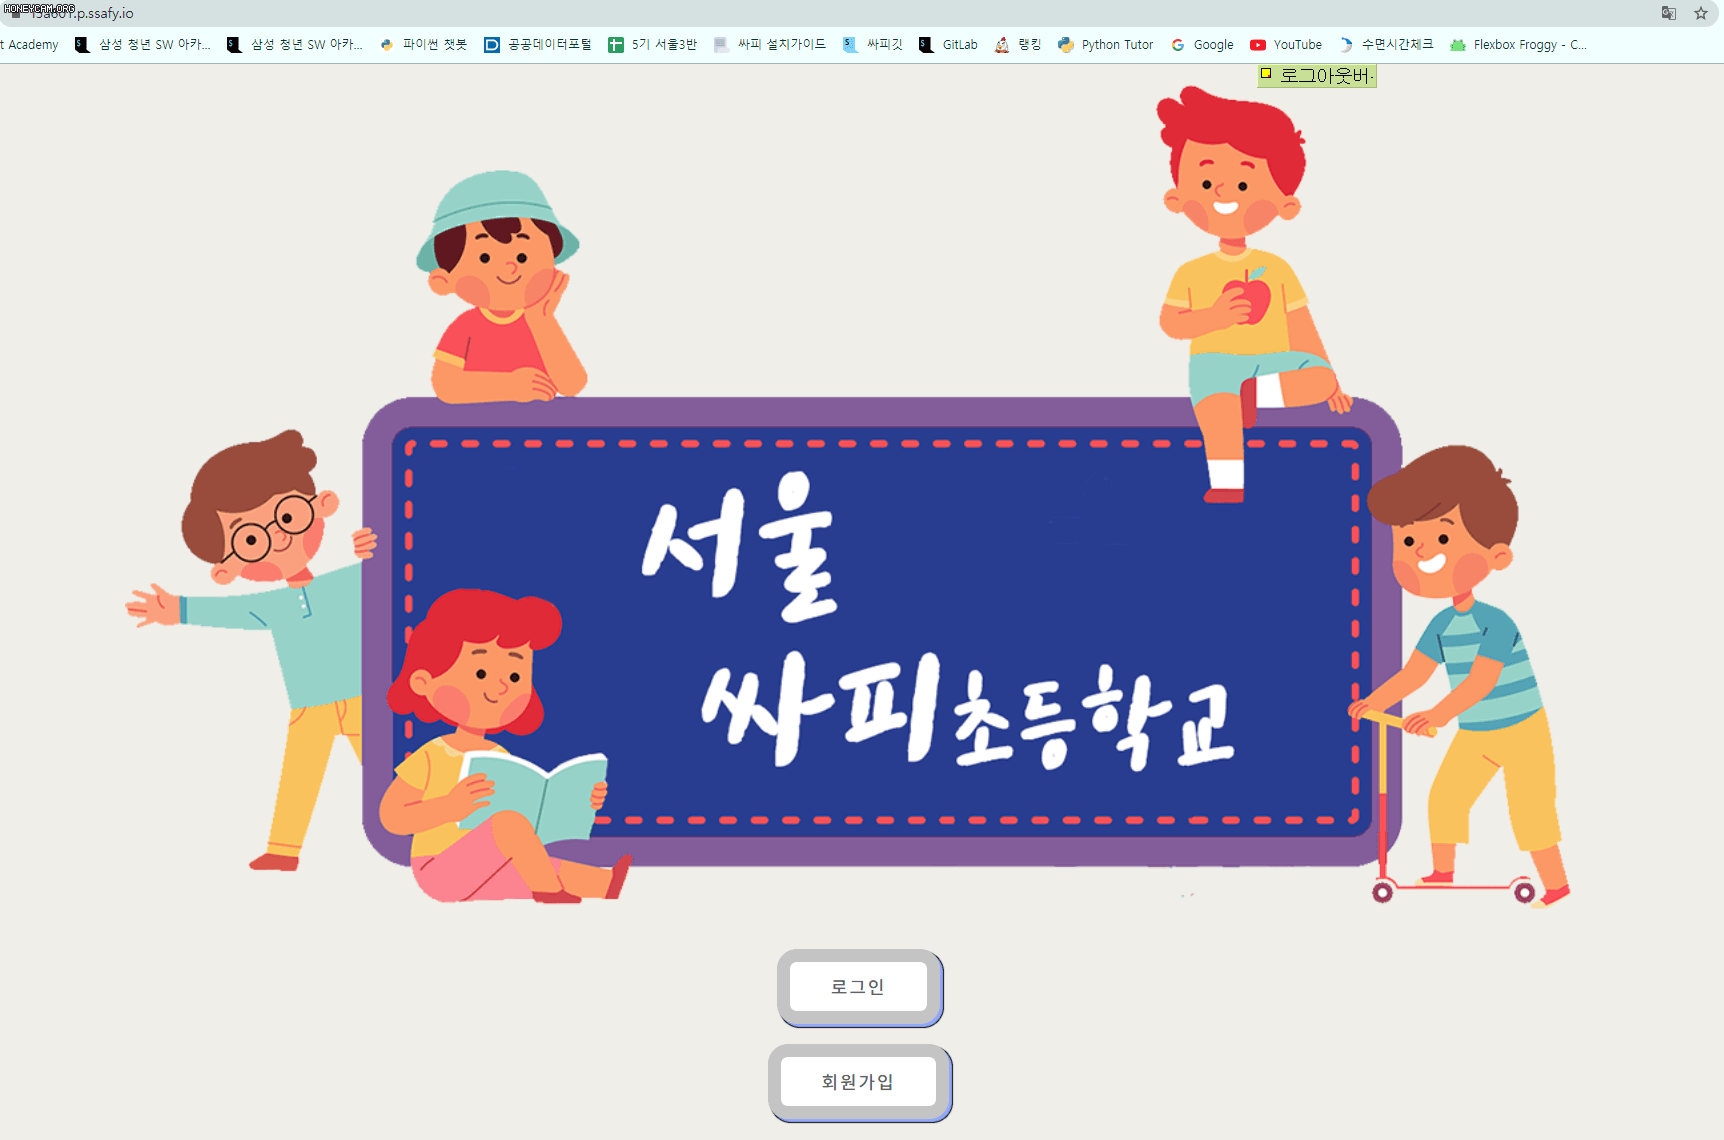 HONEYCAM.ORG
.p.ssafy.io
t Academy 삼성 청년 SW 아카... 삼성 청년 SW 아카... 파이썬 챗봇 공공데이터포털 5기 서울3반 싸피 설치가이드 싸피깃 GitLab 랭킹 Python Tutor Google YouTube 수면시간체크 Flexbox Froggy - C...
로그아웃버.
서울
싸피초등학교
로그인
회원가입